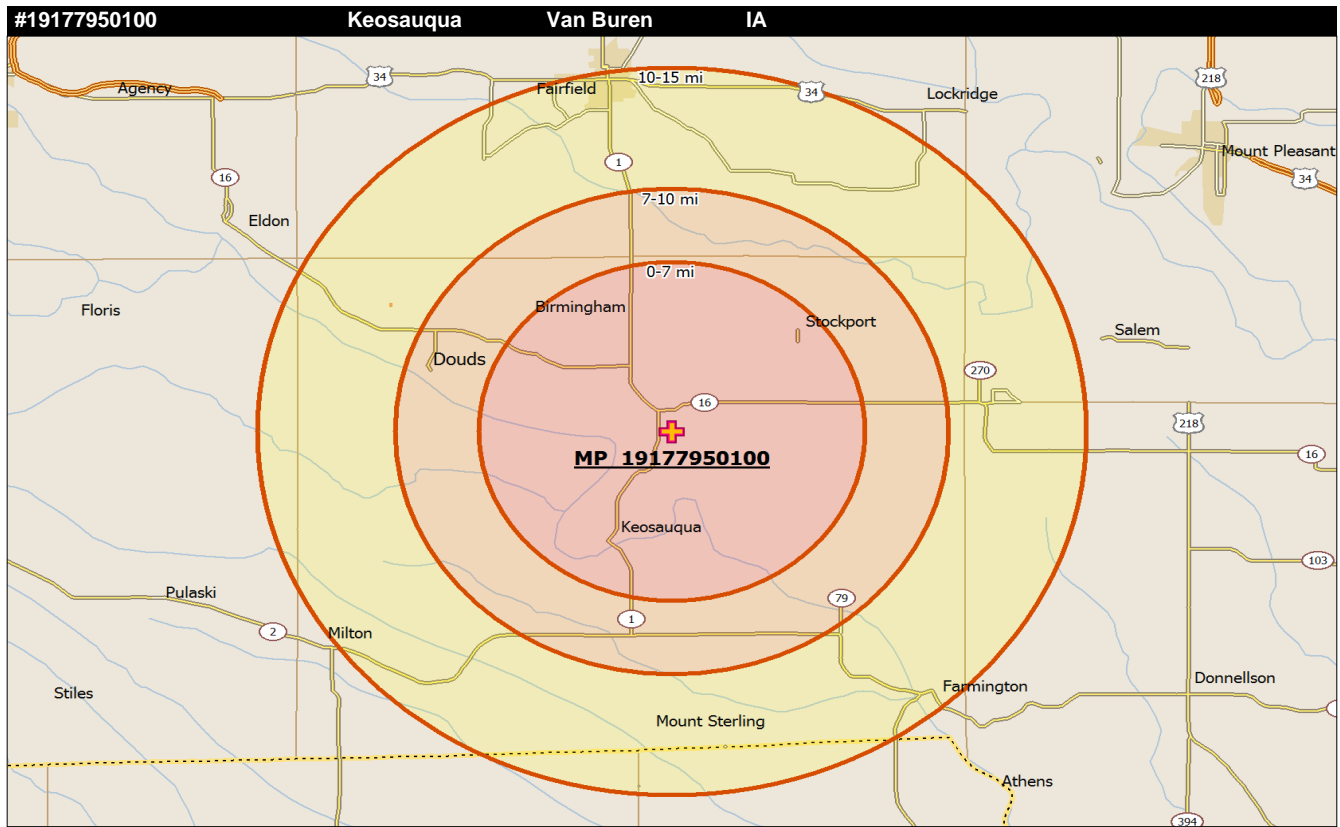 #19177950100 Keosauqua Van Buren IA
34
Agency
Fairfield
10-15 mi
34
Lockridge
218
Mount Pleasant
34
1
16
7-10 mi
Eldon
0-7 mi
Floris
Birmingham
Stockport
Salem
Douds
270
16
218
MP 19177950100
16
Keosauqua
103
Pulaski
79
2
Milton
1
Stiles
Farmington
Donnellson
Mount Sterling
Athens
394